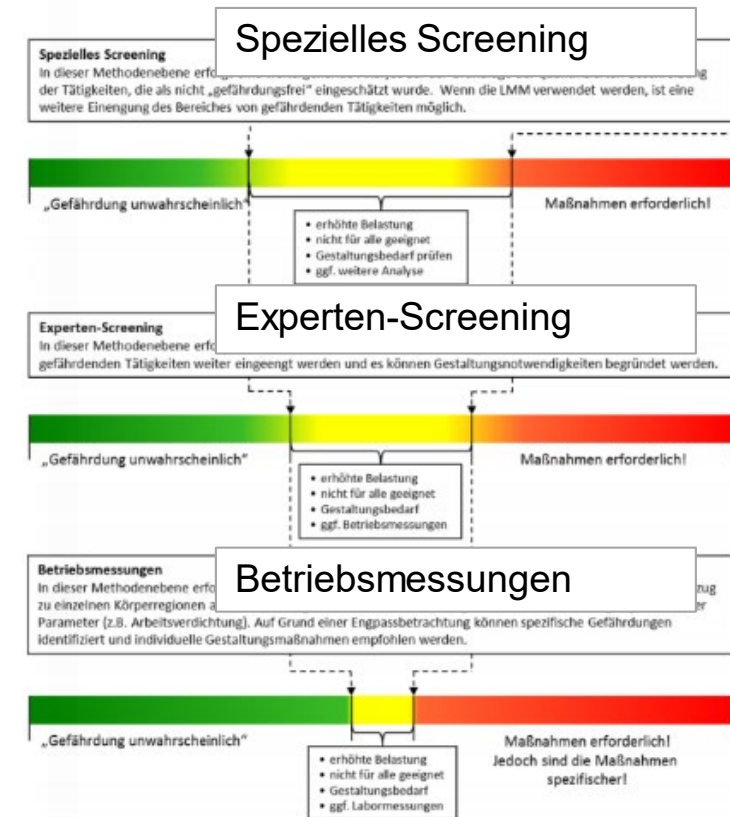 Spezielles Screening
Spezielles Screening
In dieser Methodenebene
der Tätigkeiten, die als nicht „gefährdungsfrei“ eingeschätzt wurde. Wenn die LMM verwendet werden, ist eine
weitere Einengung des Bereiches von gefährdenden Tätigkeiten möglich.
„Gefährdung unwahrscheinlich“
Maßnahmen erforderlich!
• erhöhte Belastung
• nicht für alle geeignet
• Gestaltungsbedarf prüfen
• ggf. weitere Analyse
Experten-Screening
Experten-Screening
In dieser Methodenebene
gefährdenden Tätigkeiten weiter eingeengt werden und es können Gestaltungsnotwendigkeiten begründet werden.
„Gefährdung unwahrscheinlich“
Maßnahmen erforderlich!
• erhöhte Belastung
• nicht für alle geeignet
• Gestaltungsbedarf
• ggf. Betriebsmessungen
Betriebsmessungen
Betriebsmessungen
In dieser Methodenebene
zu einzelnen Körperregionen
Parameter (z.B. Arbeitsverdichtung). Auf Grund einer Engpassbetrachtung können spezifische Gefährdungen
identifiziert und individuelle Gestaltungsmaßnahmen empfohlen werden.
„Gefährdung unwahrscheinlich“
Maßnahmen erforderlich!
Jedoch sind die Maßnahmen
spezifischer!
• erhöhte Belastung
• nicht für alle geeignet
• Gestaltungsbedarf
• ggf. Labormessungen